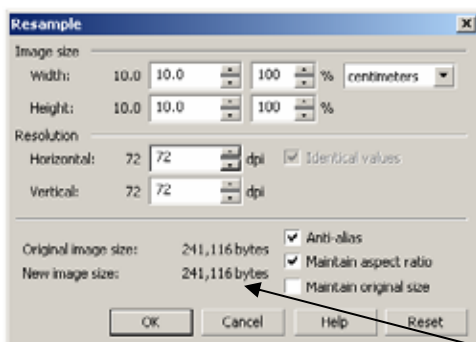 Resample
Image size
Width: 10.0 10.0 100 % centimeters
Height: 10.0 10.0 100 %
Resolution
Horizontal: 72 72 dpi Identical values
Vertical: 72 72 dpi
Original image size: 241,116 bytes Anti-alias
New image size: 241,116 bytes Maintain aspect ratio
Maintain original size
OK Cancel Help Reset